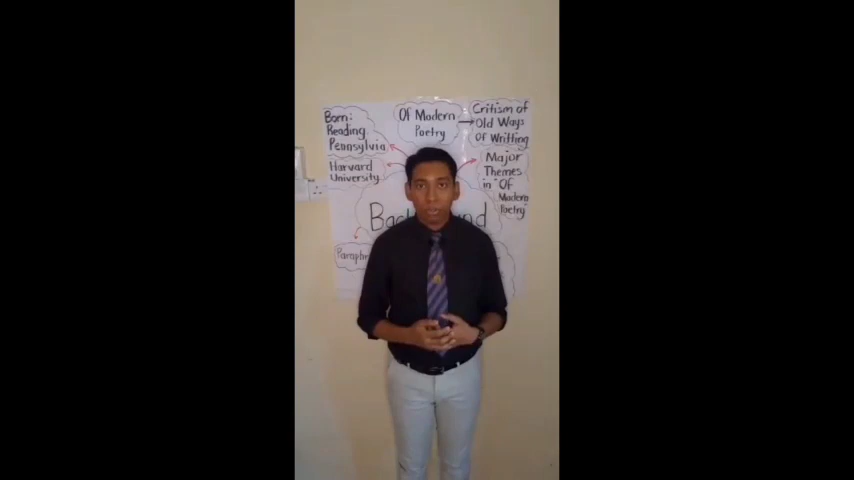 Born:
Reading
Pennsylvia
Harvard
University
Of Modern
Poetry
Critism of
Old Ways
Of Writting
Major
Themes
in "Of
Modern
Poetry